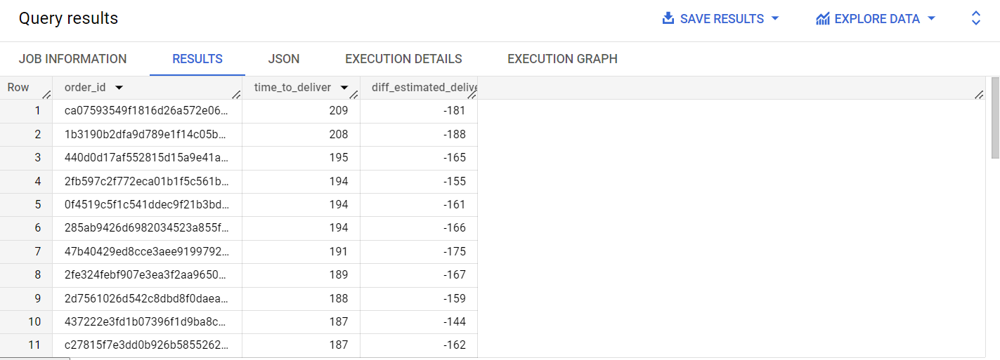 Query results SAVE RESULTS EXPLORE DATA
JOB INFORMATION RESULTS JSON EXECUTION DETAILS EXECUTION GRAPH
Row order_id time_to_deliver diff_estimated_delive
1 ca07593549f1816d26a572e06... 209 -181
2 1b3190b2dfa9d789e1f14c05b... 208 -188
3 440d0d17af552815d15a9e41a... 195 -165
4 2fb597c2f772eca01b1f5c561b... 194 -155
5 0f4519c5f1c541ddec9f21b3bd... 194 -161
6 285ab9426d6982034523a855f... 194 -166
7 47b40429ed8cce3aee9199792... 191 -175
8 2fe324febf907e3ea3f2aa9650... 189 -167
9 2d7561026d542c8dbd8f0daea... 188 -159
10 437222e3fd1b07396f1d9ba8c... 187 -144
11 c27815f7e3dd0b926b5855262... 187 -162